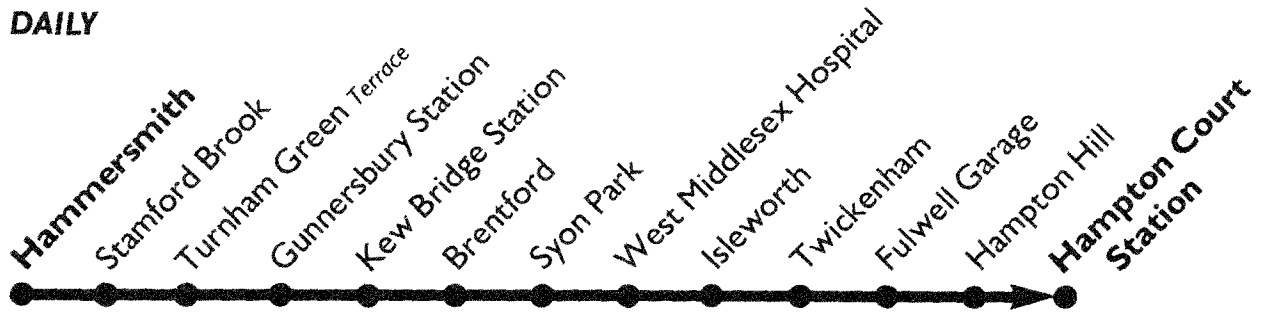 DAILY
Hammersmith
Stamford Brook
Turnham Green Terrace
Gunnersbury Station
Kew Bridge Station
Brentford
Syon Park
West Middlesex Hospital
Isleworth
Twickenham
Fulwell Garage
Hampton Hill
Hampton Court
Station